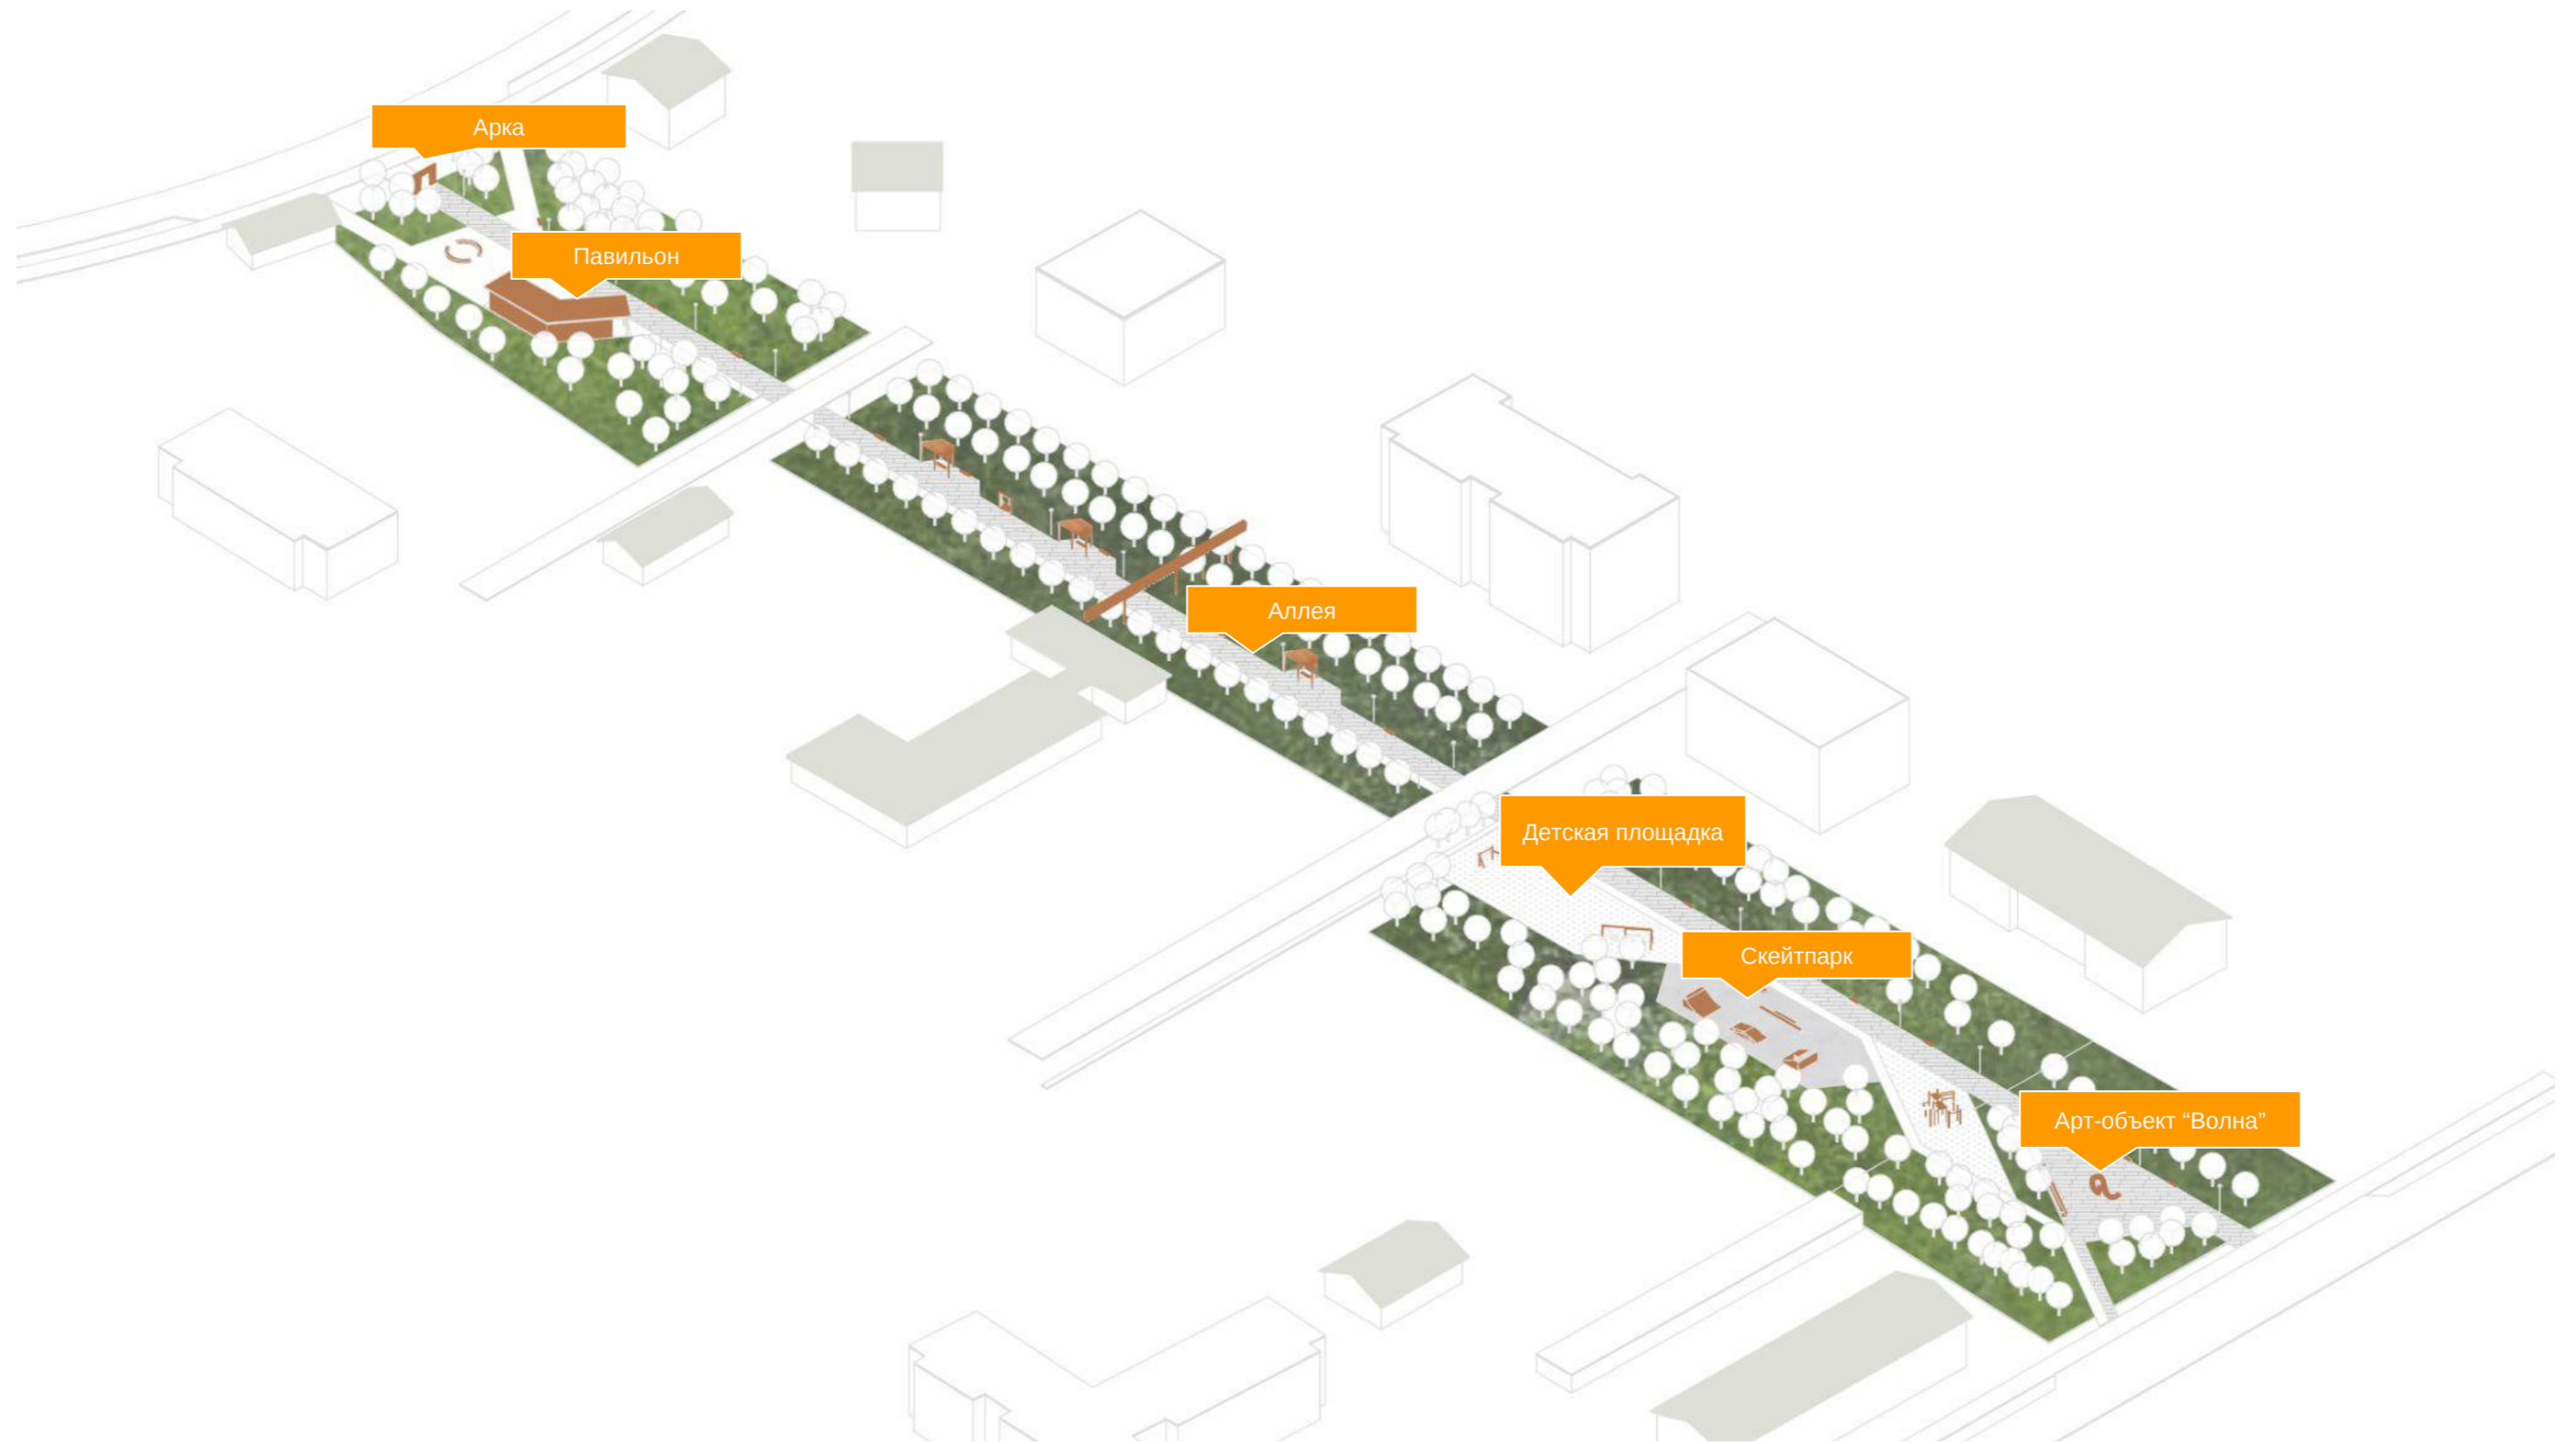 Арка
Павильон
Аллея
Детская площадка
Скейтпарк
Арт-объект “Волна”